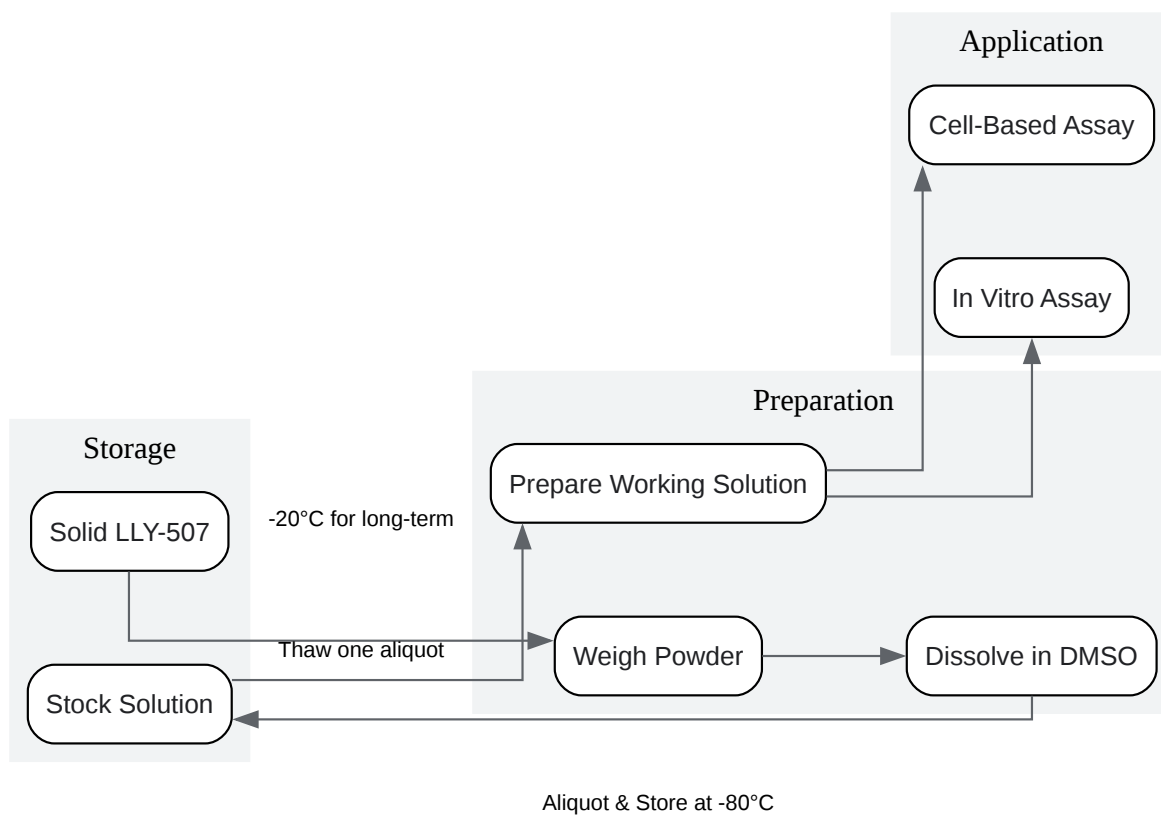 Application
Cell-Based Assay
In Vitro Assay
Preparation
Prepare Working Solution
Storage
Solid LLY-507
-20°C for long-term
Thaw one aliquot
Weigh Powder
Dissolve in DMSO
Stock Solution
Aliquot & Store at -80°C